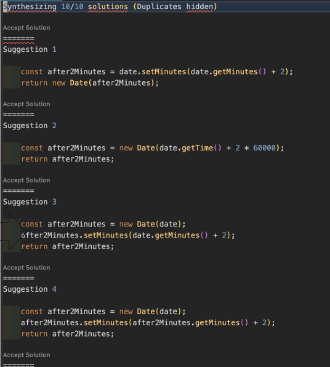 Synthesizing 10/10 solutions (Duplicates hidden)
Accept Solution
=======
Suggestion 1
const after2Minutes = date.setMinutes(date.getMinutes() + 2);
return new Date(after2Minutes);
Accept Solution
=======
Suggestion 2
const after2Minutes = new Date(date.getTime() + 2 * 60000);
return after2Minutes;
Accept Solution
=======
Suggestion 3
const after2Minutes = new Date(date);
after2Minutes.setMinutes(date.getMinutes() + 2);
return after2Minutes;
Accept Solution
=======
Suggestion 4
const after2Minutes = new Date(date);
after2Minutes.setMinutes(after2Minutes.getMinutes() + 2);
return after2Minutes;
Accept Solution
=======